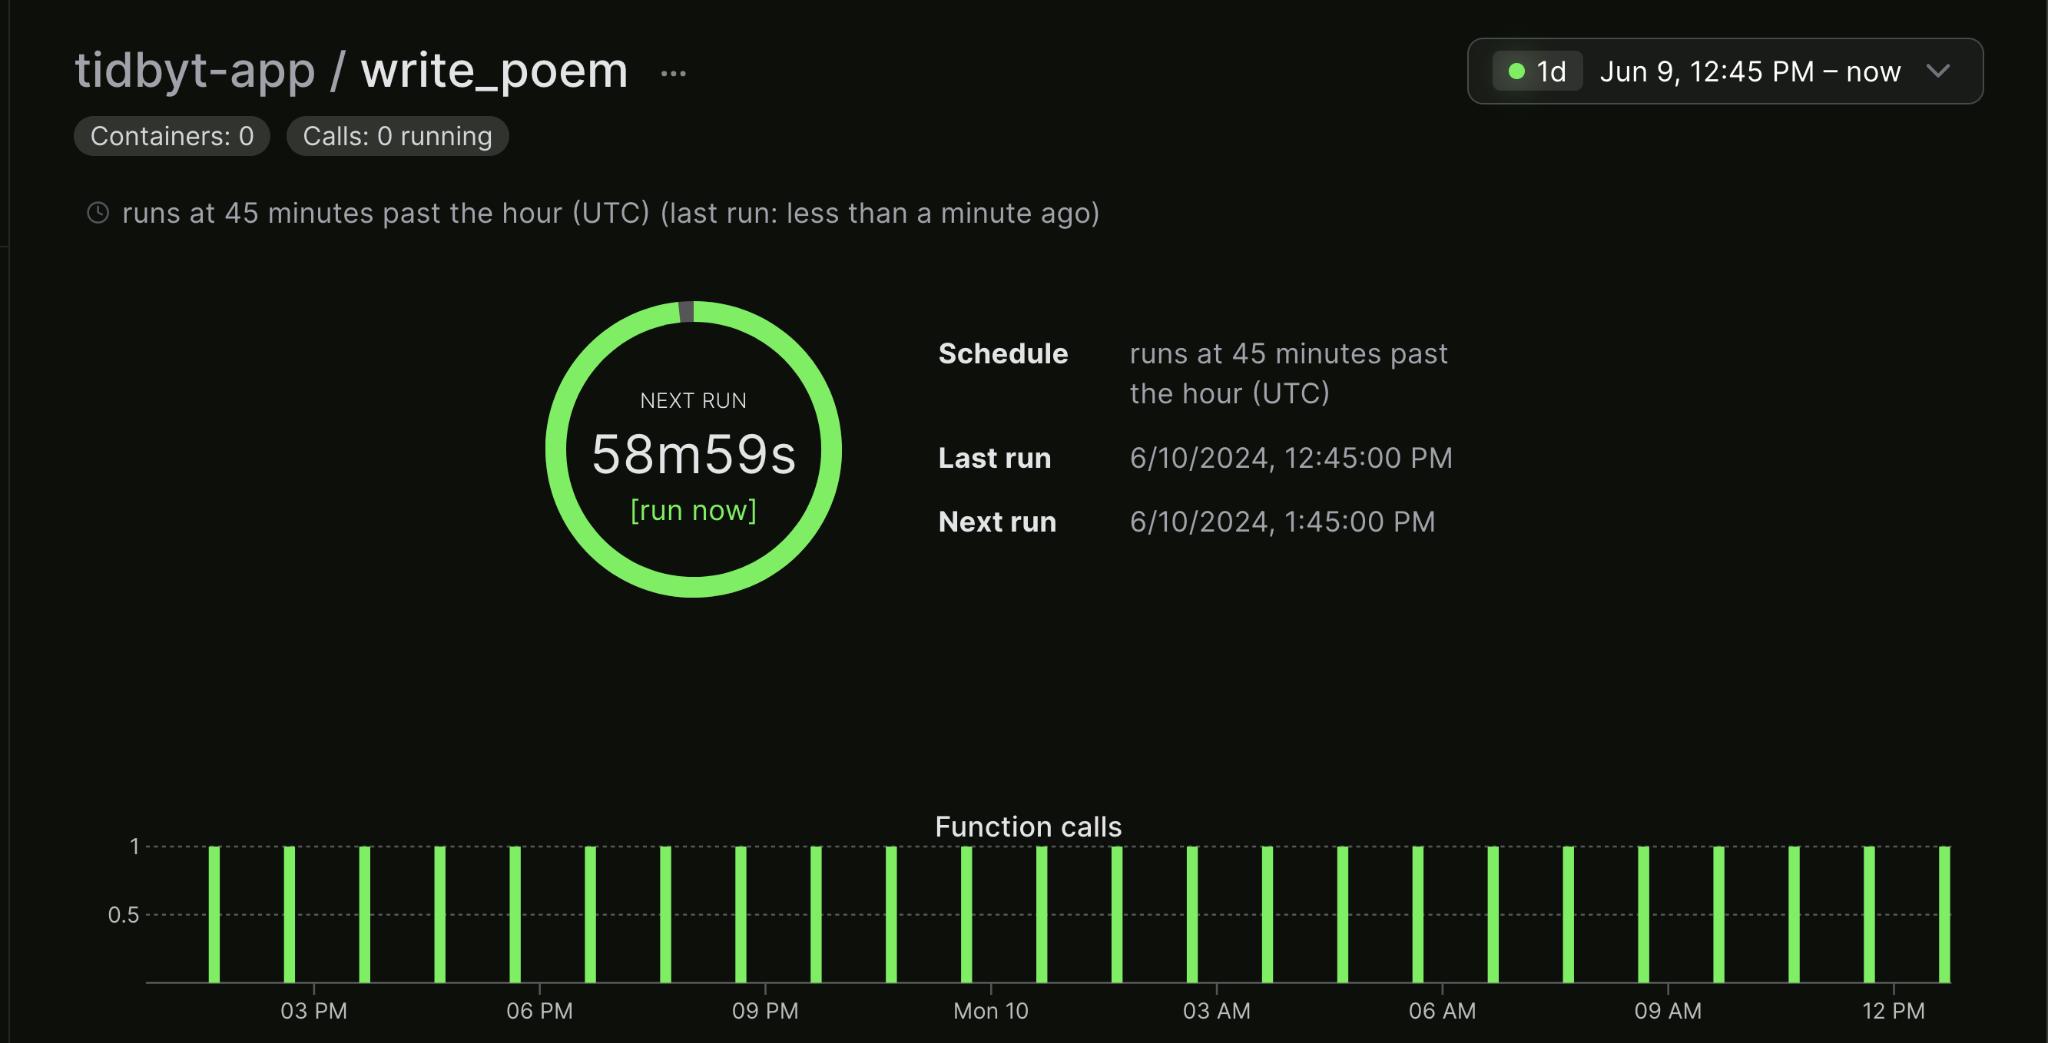 tidbyt-app / write_poem ...
1d Jun 9, 12:45 PM – now
Containers: 0 Calls: 0 running
runs at 45 minutes past the hour (UTC) (last run: less than a minute ago)
NEXT RUN
58m59s
[run now]
Schedule runs at 45 minutes past
the hour (UTC)
Last run 6/10/2024, 12:45:00 PM
Next run 6/10/2024, 1:45:00 PM
Function calls
1
0.5
03 PM 06 PM 09 PM Mon 10 03 AM 06 AM 09 AM 12 PM